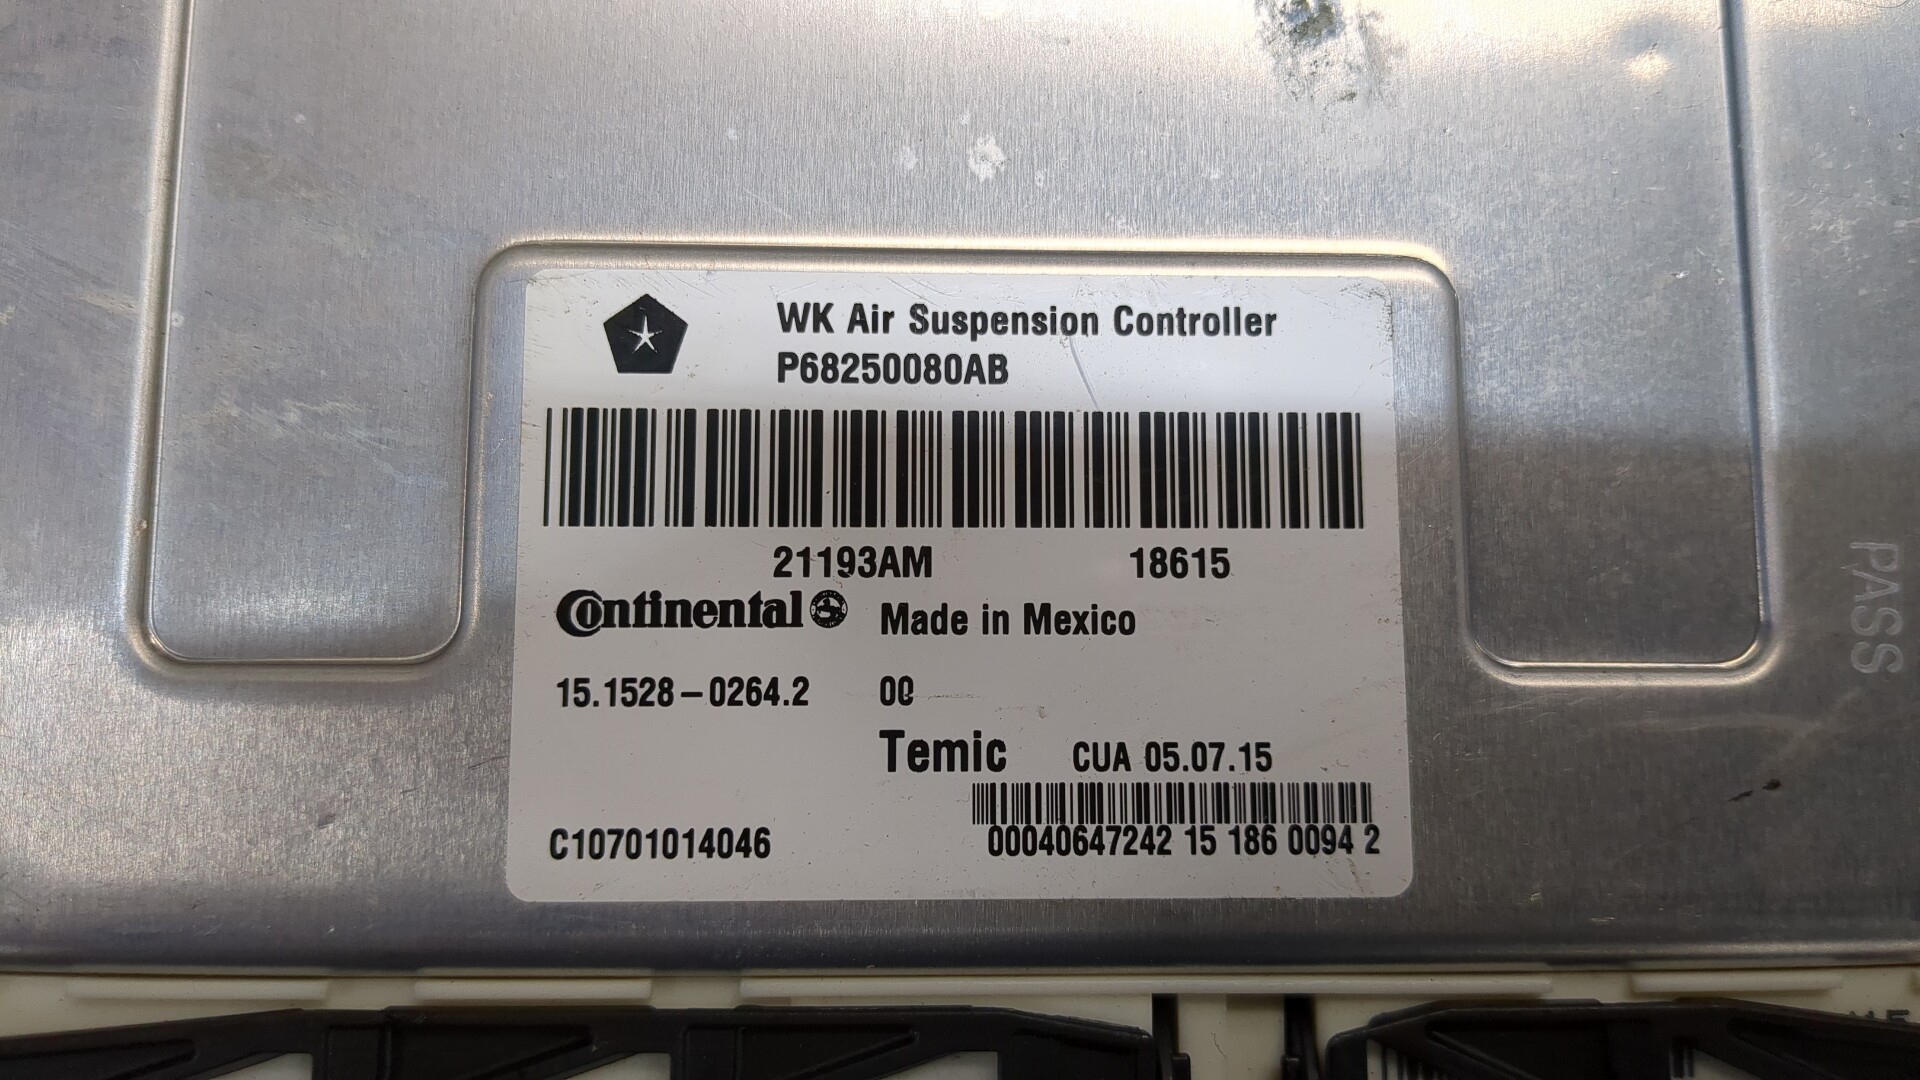 WK Air Suspension Controller
P68250080AB
21193AM 18615
Continental Made in Mexico
15.1528-0264.2 00
Temic CUA 05.07.15
C10701014046 00040647242 15 186 0094 2
PASS